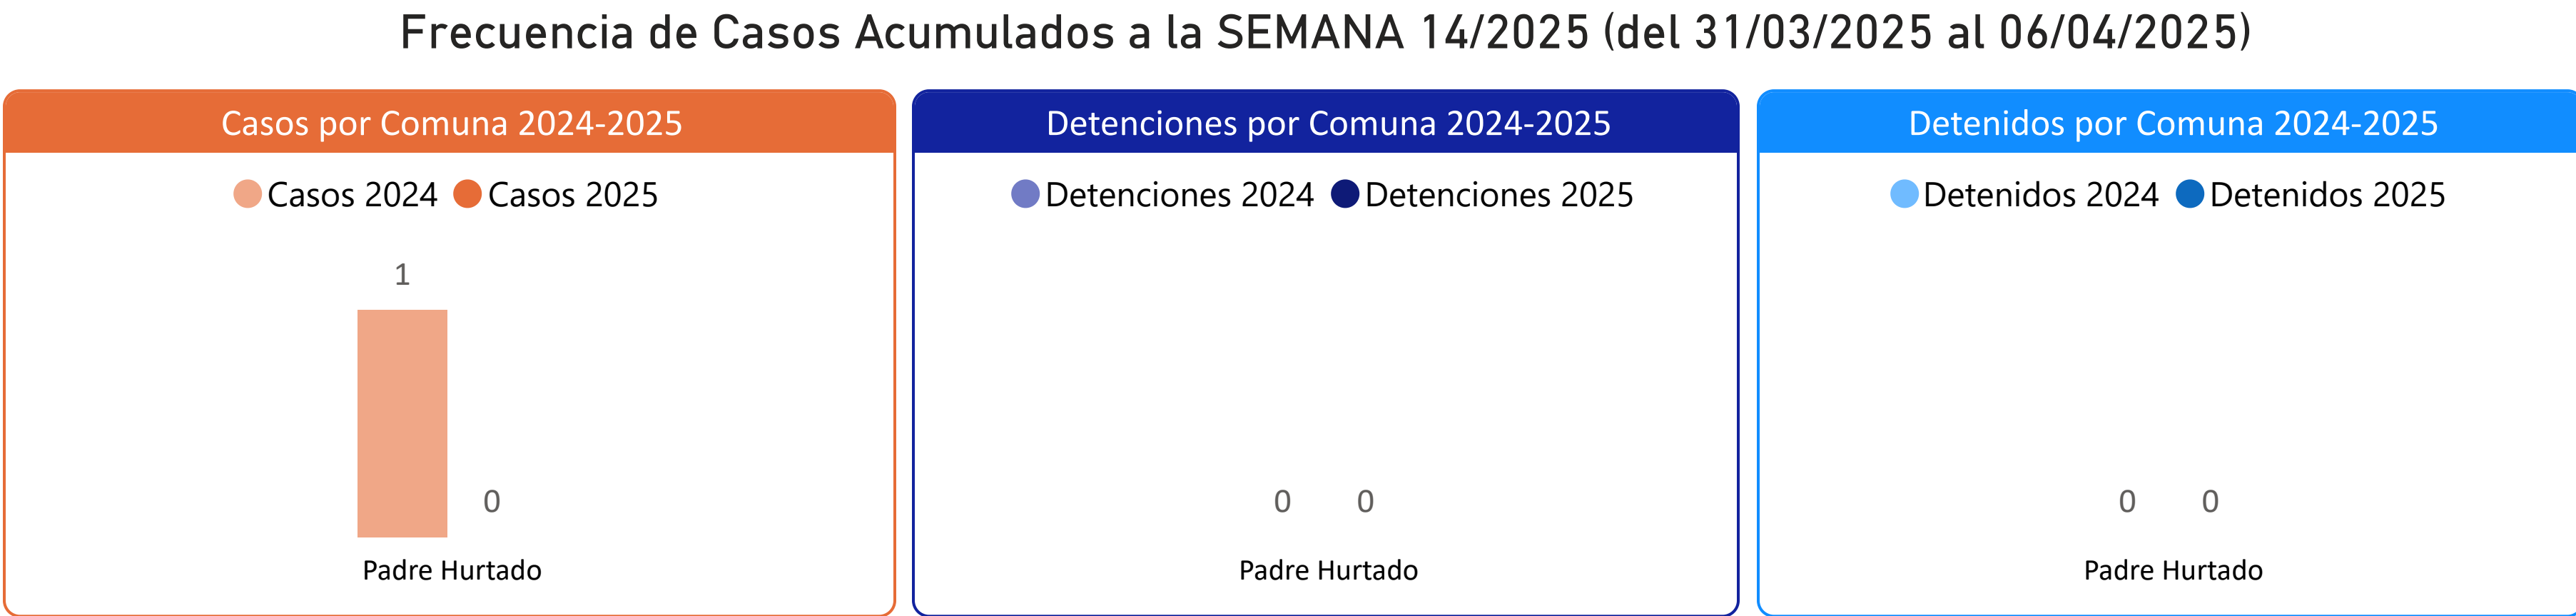 Frecuencia de Casos Acumulados a la SEMANA 14/2025 (del 31/03/2025 al 06/04/2025)
Casos por Comuna 2024-2025
Casos 2024 Casos 2025
1
0
Padre Hurtado
Detenciones por Comuna 2024-2025
Detenciones 2024 Detenciones 2025
0 0
Padre Hurtado
Detenidos por Comuna 2024-2025
Detenidos 2024 Detenidos 2025
0 0
Padre Hurtado